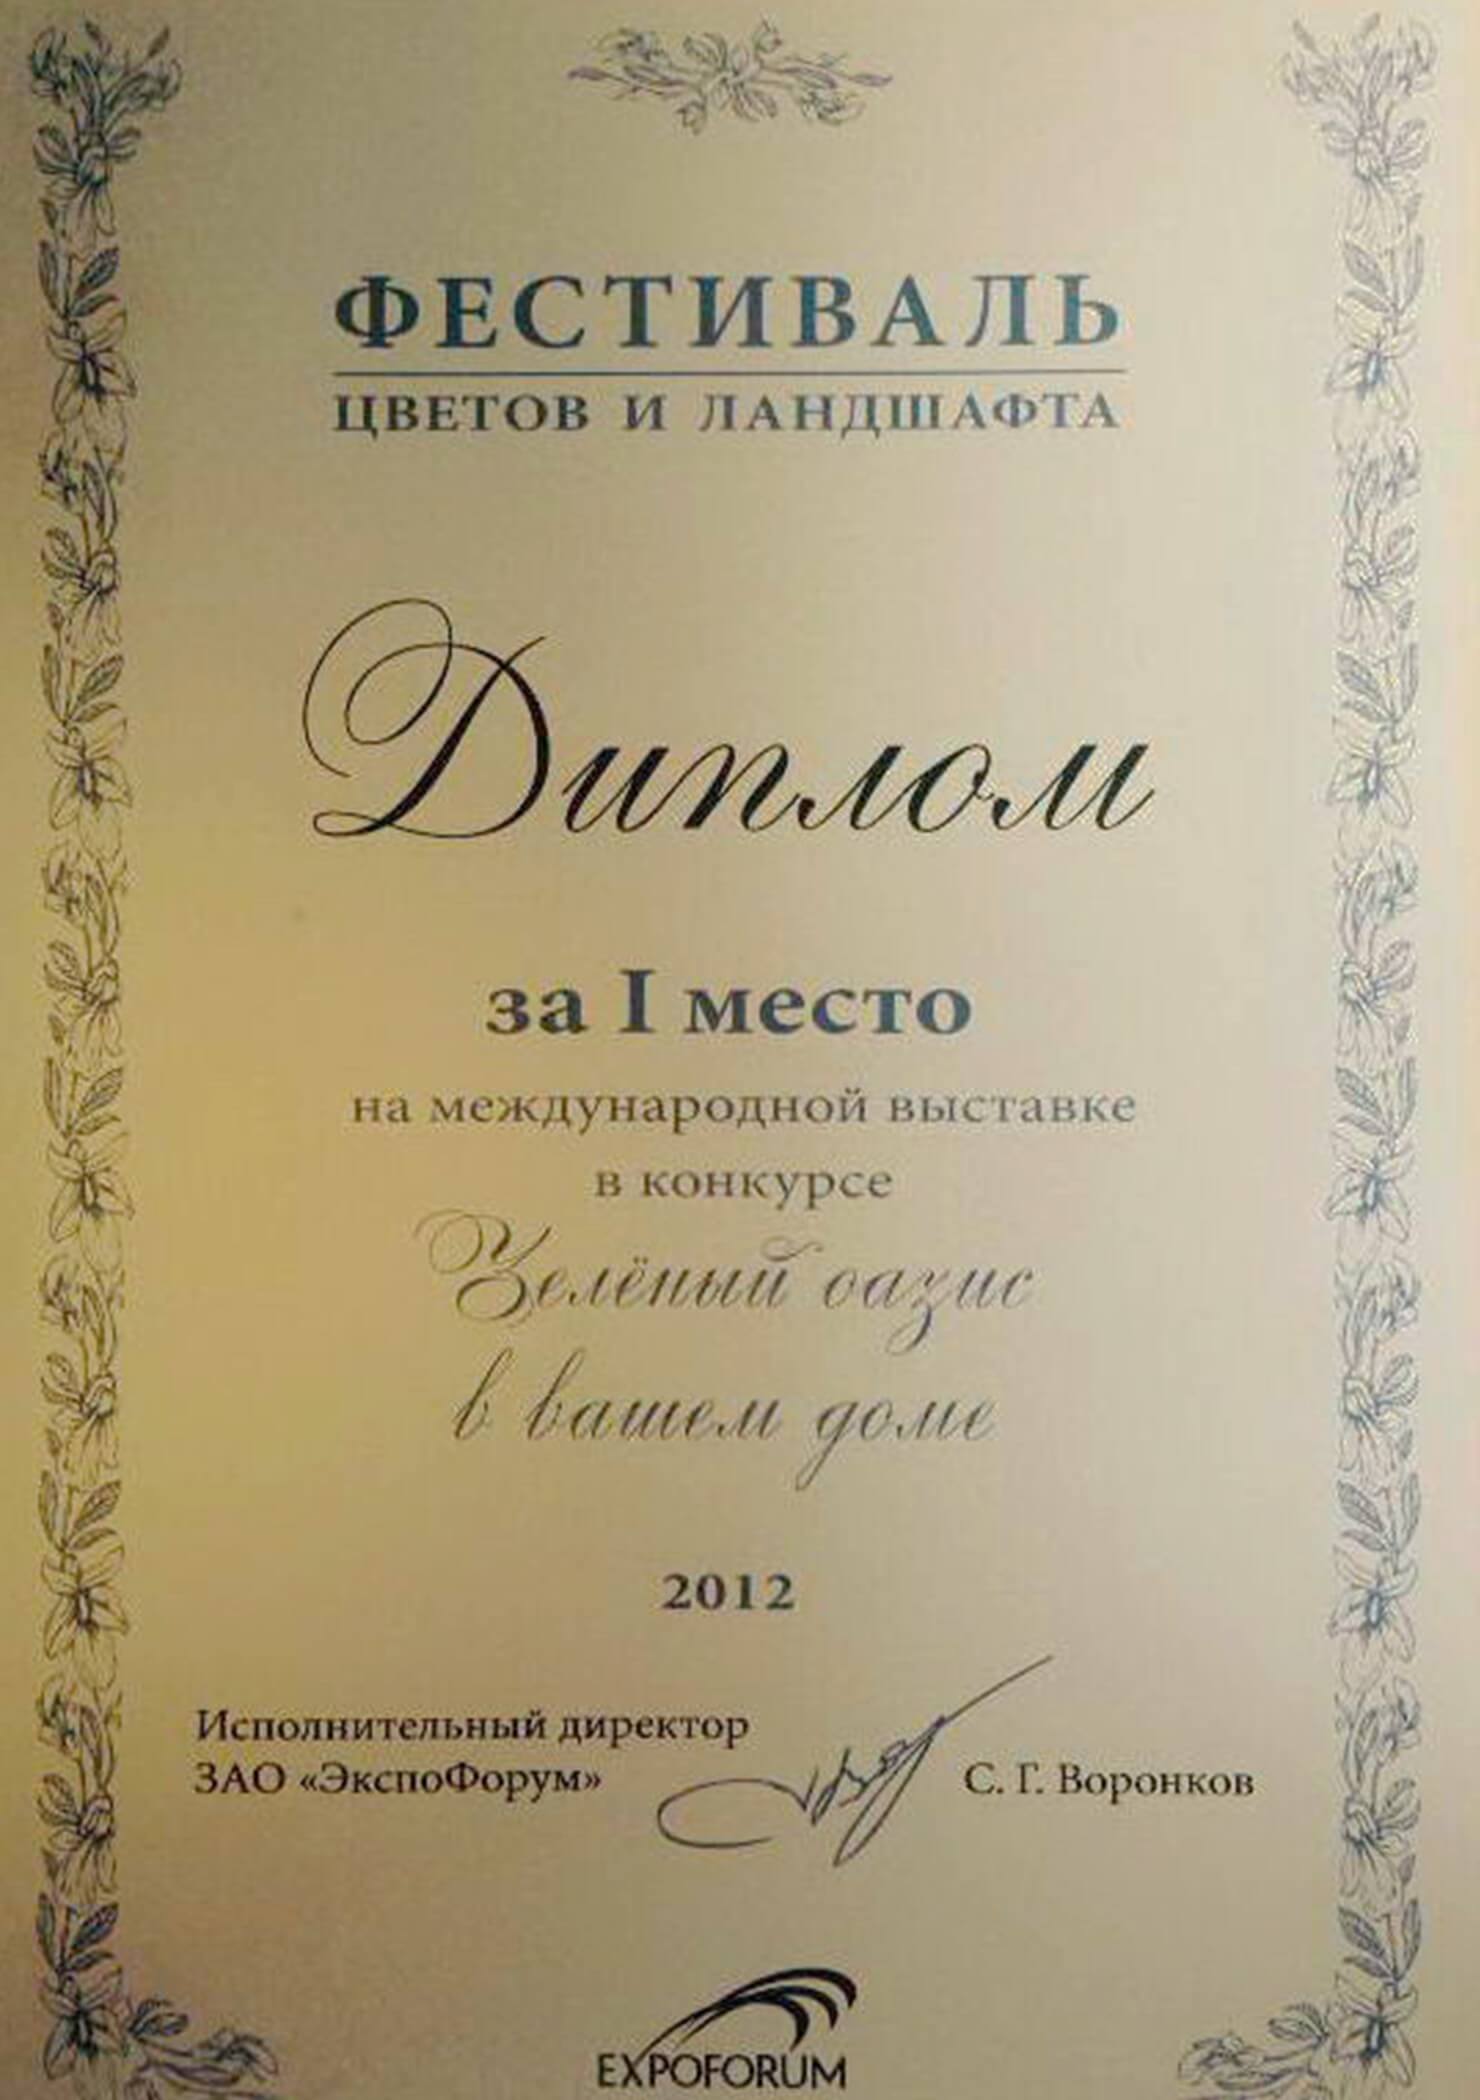 ФЕСТИВАЛЬ
ЦВЕТОВ И ЛАНДШАФТА
Диплом
за I место
на международной выставке
в конкурсе
Зелёный оазис
в вашем доме
2012
Исполнительный директор
ЗАО «ЭкспоФорум»
С. Г. Воронков
EXPOFORUM